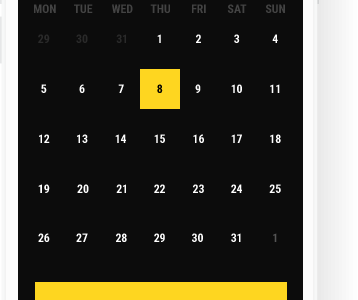 MON TUE WED THU FRI SAT SUN
29 30 31 1 2 3 4
5 6 7 8 9 10 11
12 13 14 15 16 17 18
19 20 21 22 23 24 25
26 27 28 29 30 31 1